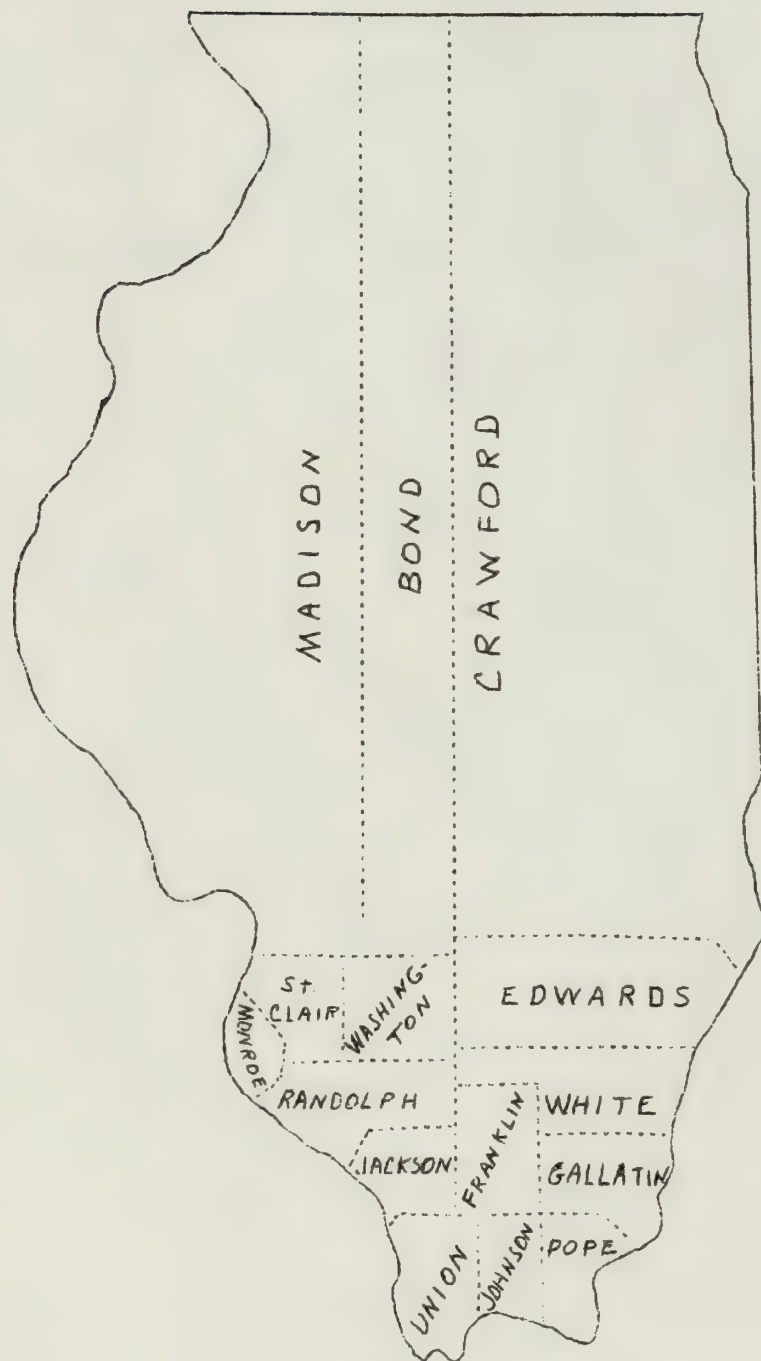 MADISON
BOND
CRAWFORD
ST.
CLAIR
WASHING-
TON
EDWARDS
MONROE
RANDOLPH
FRANKLIN
WHITE
JACKSON
GALLATIN
UNION
JOHNSON
POPE